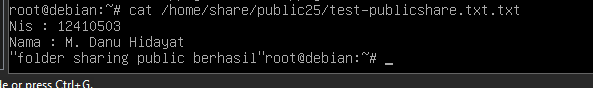 root@debian:~# cat /home/share/public25/test-publicshare.txt.txt
Nis : 12410503
Nama : M. Danu Hidayat
"folder sharing public berhasil"root@debian:~# _
le or press Ctrl+G.